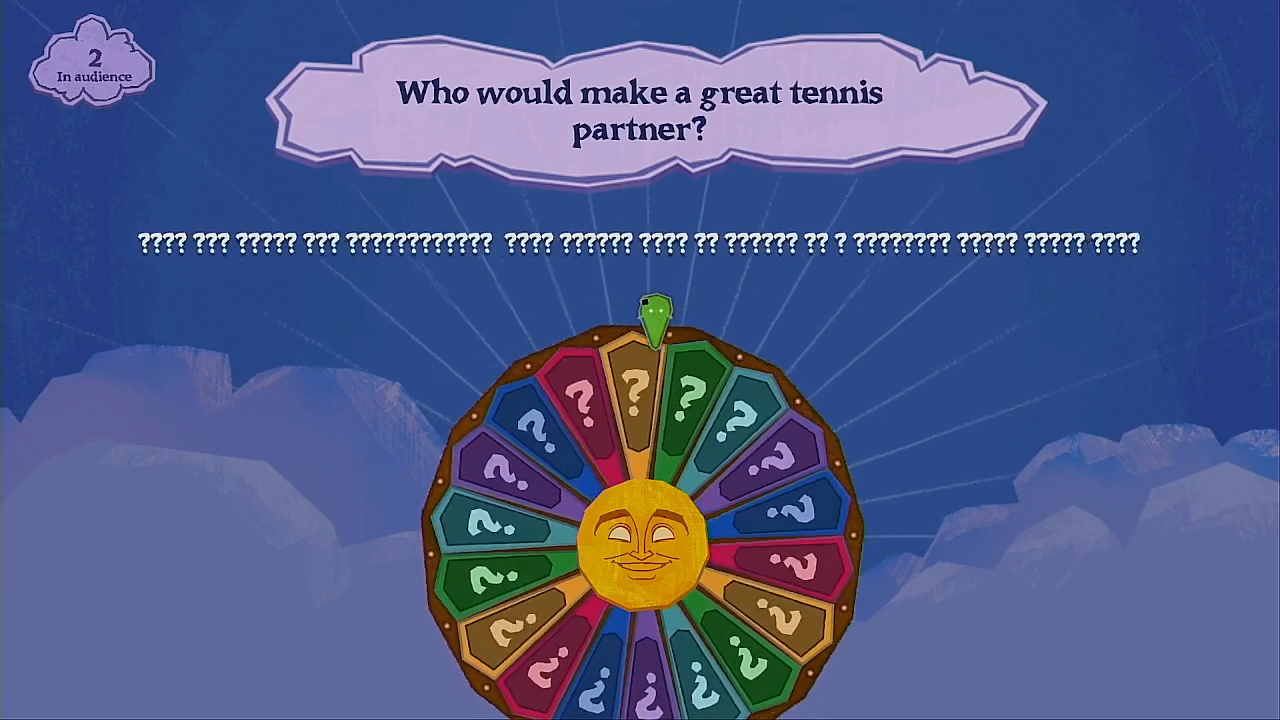 2
In audience
Who would make a great tennis
partner?
???? ??? ????? ??? ???????????? ???? ?????? ???? ?? ?????? ?? ? ???????? ????? ????? ????
? ? ? ? ? ? ? ? ? ? ? ? ? ? ? ? ? ?